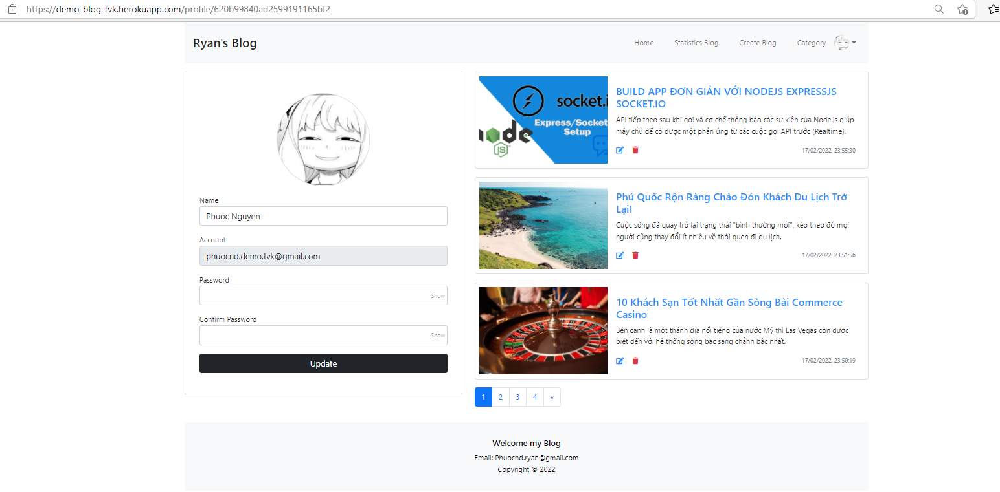 https://demo-blog-tvk.herokuapp.com/profile/620b99840ad2599191165bf2
Ryan's Blog
Home
Statistics Blog
Create Blog
Category
Name
Phuoc Nguyen
Account
phuocnd.demo.tvk@gmail.com
Password
Show
Confirm Password
Show
Update
socket.i
Express/Socket
Setup
node
JS
BUILD APP ĐƠN GIẢN VỚI NODEJS EXPRESSJS
SOCKET.IO
API tiếp theo sau khi gọi và cơ chế thông báo các sự kiện của Node.js giúp
máy chủ để có được một phản ứng từ các cuộc gọi API trước (Realtime).
17/02/2022, 23:55:30
Phú Quốc Rộn Ràng Chào Đón Khách Du Lịch Trở
Lại!
Cuộc sống đã quay trở lại trạng thái "bình thường mới", kéo theo đó mọi
người cũng thay đổi ít nhiều về thói quen đi du lịch.
17/02/2022, 23:51:56
10 Khách Sạn Tốt Nhất Gần Sòng Bài Commerce
Casino
Bên cạnh là một thánh địa nổi tiếng của nước Mỹ thì Las Vegas còn được
biết đến với hệ thống sòng bạc sang chảnh bậc nhất.
17/02/2022, 23:50:19
1 2 3 4 »
Welcome my Blog
Email: Phuocnd.ryan@gmail.com
Copyright © 2022